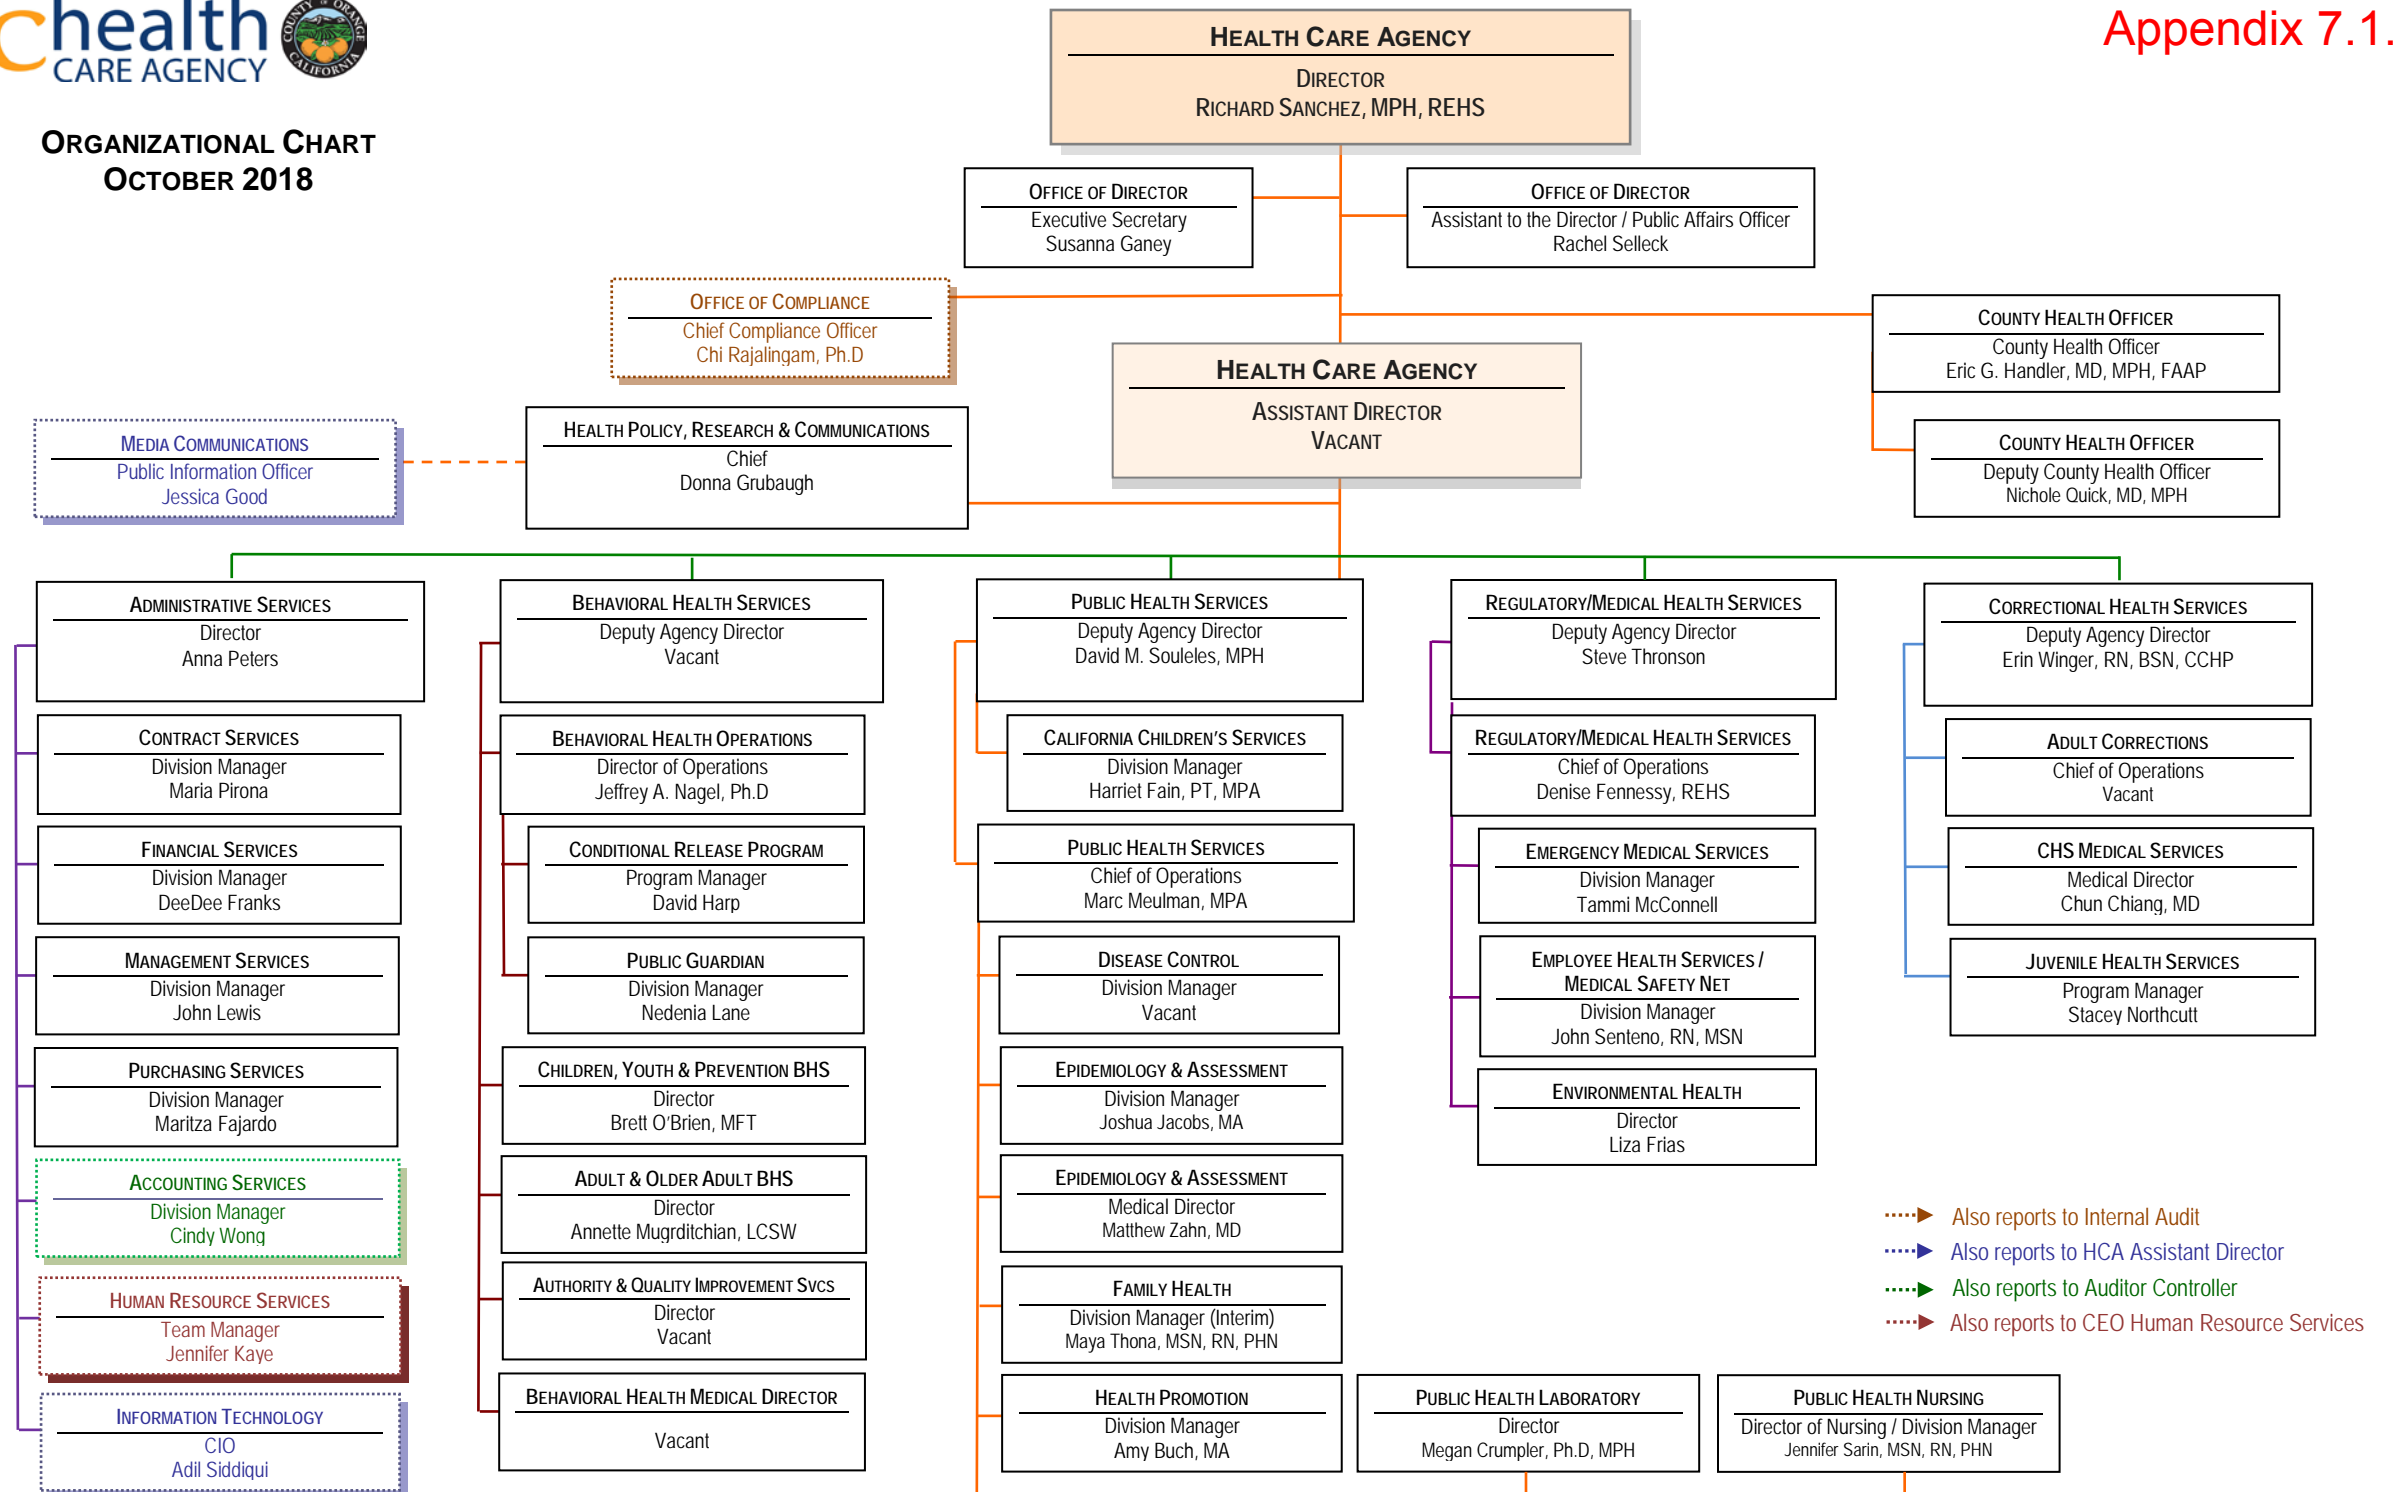 chealth
CARE AGENCY
COUNTY OF ORANGE
CALIFORNIA
Appendix 7.1.
ORGANIZATIONAL CHART
OCTOBER 2018
HEALTH CARE AGENCY
DIRECTOR
RICHARD SANCHEZ, MPH, REHS
OFFICE OF DIRECTOR
Executive Secretary
Susanna Ganey
OFFICE OF DIRECTOR
Assistant to the Director / Public Affairs Officer
Rachel Selleck
OFFICE OF COMPLIANCE
Chief Compliance Officer
Chi Rajalingam, Ph.D
COUNTY HEALTH OFFICER
County Health Officer
Eric G. Handler, MD, MPH, FAAP
HEALTH CARE AGENCY
ASSISTANT DIRECTOR
VACANT
MEDIA COMMUNICATIONS
Public Information Officer
Jessica Good
HEALTH POLICY, RESEARCH & COMMUNICATIONS
Chief
Donna Grubaugh
COUNTY HEALTH OFFICER
Deputy County Health Officer
Nichole Quick, MD, MPH
ADMINISTRATIVE SERVICES
Director
Anna Peters
CONTRACT SERVICES
Division Manager
Maria Pirona
FINANCIAL SERVICES
Division Manager
DeeDee Franks
MANAGEMENT SERVICES
Division Manager
John Lewis
PURCHASING SERVICES
Division Manager
Maritza Fajardo
ACCOUNTING SERVICES
Division Manager
Cindy Wong
HUMAN RESOURCE SERVICES
Team Manager
Jennifer Kaye
INFORMATION TECHNOLOGY
CIO
Adil Siddiqui
BEHAVIORAL HEALTH SERVICES
Deputy Agency Director
Vacant
BEHAVIORAL HEALTH OPERATIONS
Director of Operations
Jeffrey A. Nagel, Ph.D
CONDITIONAL RELEASE PROGRAM
Program Manager
David Harp
PUBLIC GUARDIAN
Division Manager
Nedenia Lane
CHILDREN, YOUTH & PREVENTION BHS
Director
Brett O'Brien, MFT
ADULT & OLDER ADULT BHS
Director
Annette Mugrditchian, LCSW
AUTHORITY & QUALITY IMPROVEMENT SVCS
Director
Vacant
BEHAVIORAL HEALTH MEDICAL DIRECTOR
Vacant
PUBLIC HEALTH SERVICES
Deputy Agency Director
David M. Souleles, MPH
CALIFORNIA CHILDREN'S SERVICES
Division Manager
Harriet Fain, PT, MPA
PUBLIC HEALTH SERVICES
Chief of Operations
Marc Meulman, MPA
DISEASE CONTROL
Division Manager
Vacant
EPIDEMIOLOGY & ASSESSMENT
Division Manager
Joshua Jacobs, MA
EPIDEMIOLOGY & ASSESSMENT
Medical Director
Matthew Zahn, MD
FAMILY HEALTH
Division Manager (Interim)
Maya Thona, MSN, RN, PHN
HEALTH PROMOTION
Division Manager
Amy Buch, MA
PUBLIC HEALTH LABORATORY
Director
Megan Crumpler, Ph.D, MPH
PUBLIC HEALTH NURSING
Director of Nursing / Division Manager
Jennifer Sarin, MSN, RN, PHN
REGULATORY/MEDICAL HEALTH SERVICES
Deputy Agency Director
Steve Thronson
REGULATORY/MEDICAL HEALTH SERVICES
Chief of Operations
Denise Fennessy, REHS
EMERGENCY MEDICAL SERVICES
Division Manager
Tammi McConnell
EMPLOYEE HEALTH SERVICES /
MEDICAL SAFETY NET
Division Manager
John Senteno, RN, MSN
ENVIRONMENTAL HEALTH
Director
Liza Frias
CORRECTIONAL HEALTH SERVICES
Deputy Agency Director
Erin Winger, RN, BSN, CCHP
ADULT CORRECTIONS
Chief of Operations
Vacant
CHS MEDICAL SERVICES
Medical Director
Chun Chiang, MD
JUVENILE HEALTH SERVICES
Program Manager
Stacey Northcutt
Also reports to Internal Audit
Also reports to HCA Assistant Director
Also reports to Auditor Controller
Also reports to CEO Human Resource Services